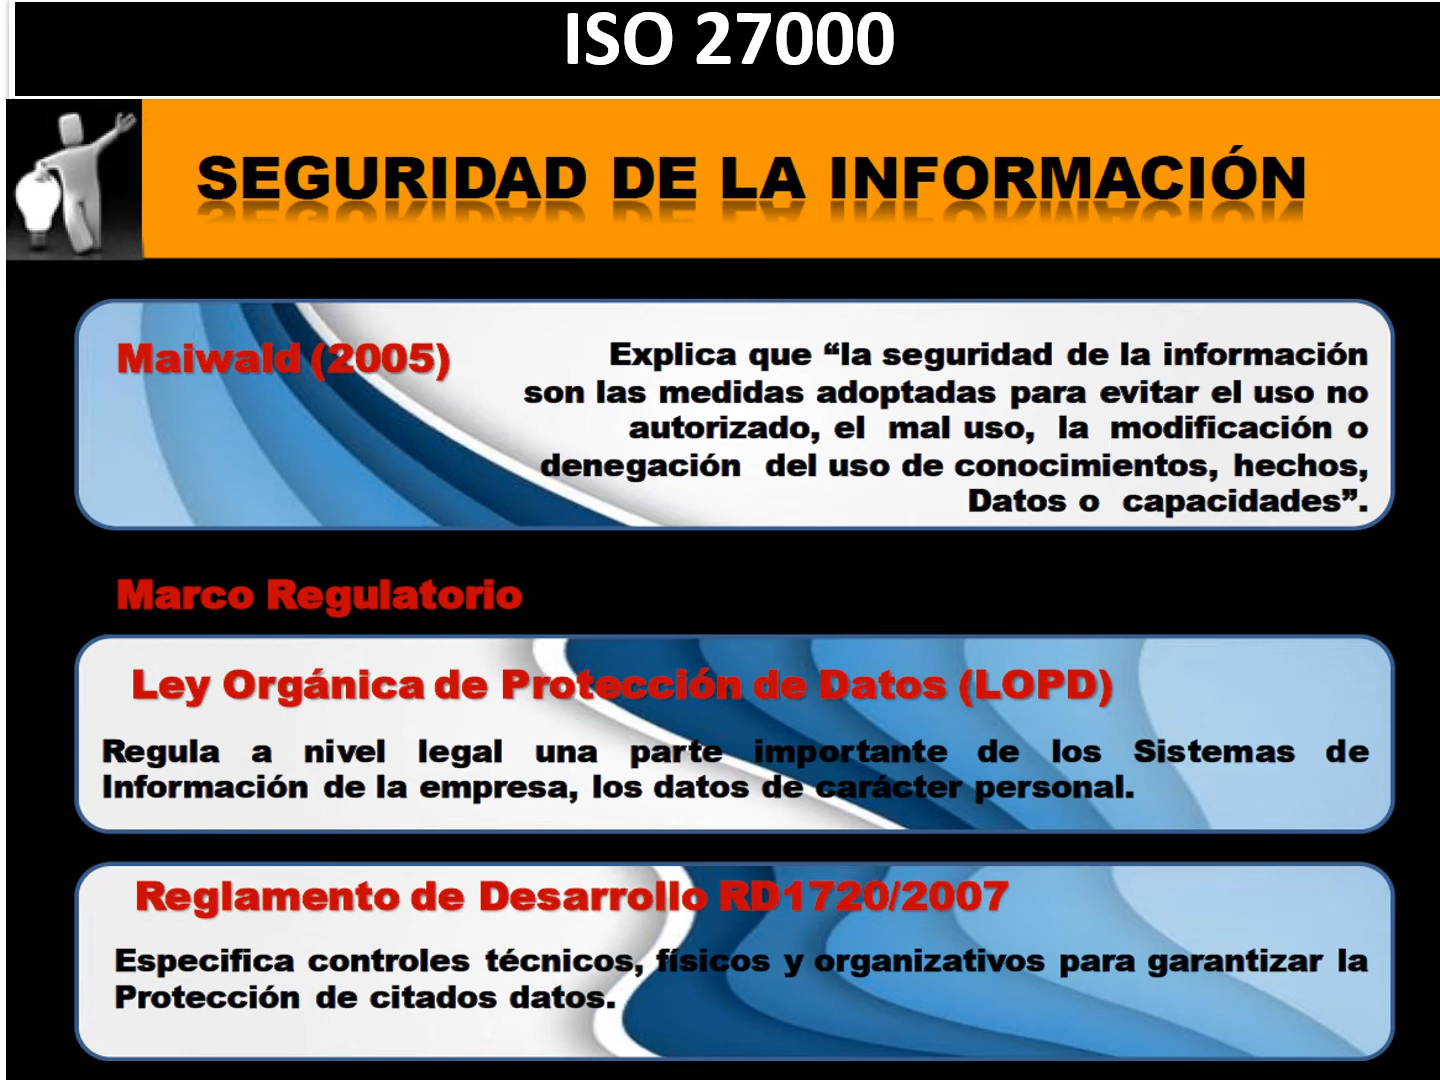 ISO 27000
SEGURIDAD DE LA INFORMACIÓN
Maiwald (2005)
Explica que “la seguridad de la información
son las medidas adoptadas para evitar el uso no
autorizado, el mal uso, la modificación o
denegación del uso de conocimientos, hechos,
Datos o capacidades”.
Marco Regulatorio
Ley Orgánica de Protección de Datos (LOPD)
Regula a nivel legal una parte importante de los Sistemas de
Información de la empresa, los datos de carácter personal.
Reglamento de Desarrollo RD1720/2007
Especifica controles técnicos, físicos y organizativos para garantizar la
Protección de citados datos.